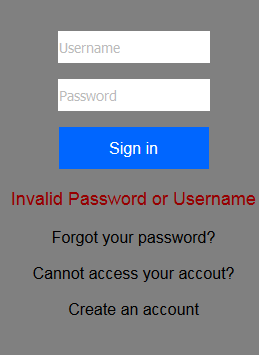 Username
Password
Sign in
Invalid Password or Username
Forgot your password?
Cannot access your accout?
Create an account